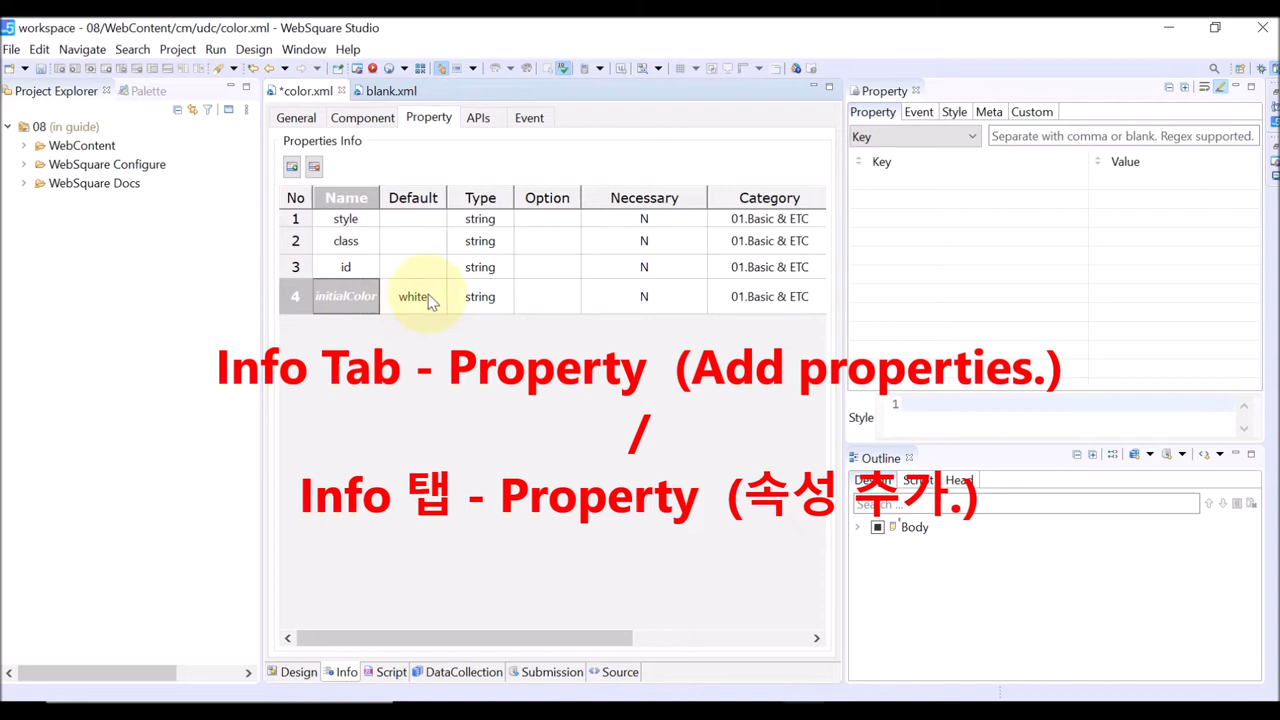 workspace - 08/WebContent/cm/udc/color.xml - WebSquare Studio
File Edit Navigate Search Project Run Design Window Help
Project Explorer Palette
*color.xml blank.xml
Property
General Component Property APIs Event
Property Event Style Meta Custom
08 (in guide)
WebContent
WebSquare Configure
WebSquare Docs
Properties Info
Key Separate with comma or blank. Regex supported.
Key Value
No Name Default Type Option Necessary Category
1 style string N 01.Basic & ETC
2 class string N 01.Basic & ETC
3 id string N 01.Basic & ETC
4 initialColor white string N 01.Basic & ETC
Info Tab - Property (Add properties.)
/
Info 탭 - Property (속성 추가.)
Style 1
Outline
Design Script Head
Search ...
Body
Design Info Script DataCollection Submission Source